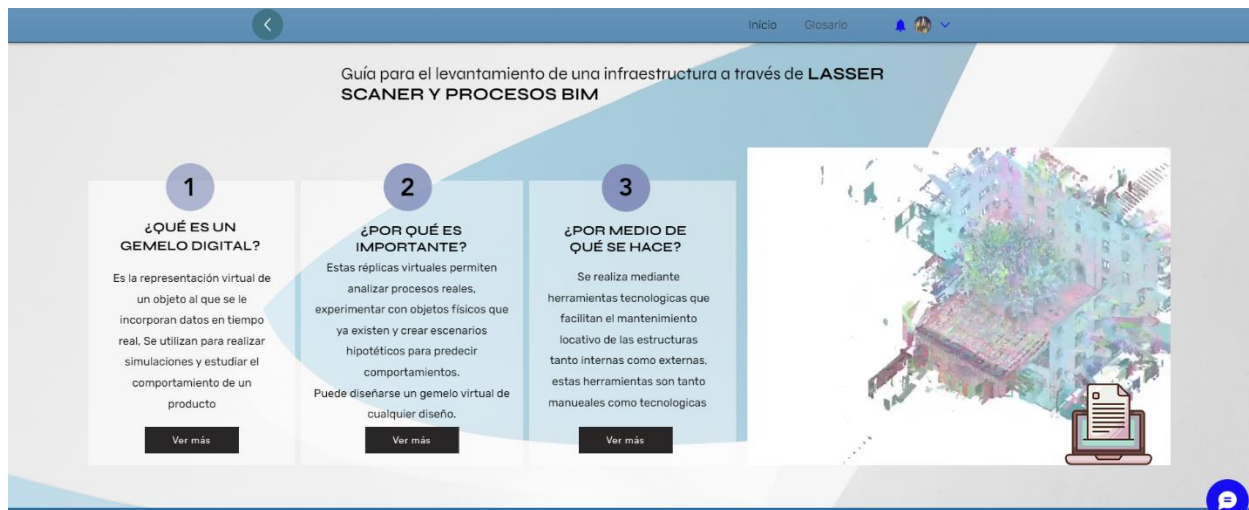 Inicio Glosario
Guía para el levantamiento de una infraestructura a través de LASSER
SCANER Y PROCESOS BIM
1
¿QUÉ ES UN
GEMELO DIGITAL?
Es la representación virtual de
un objeto al que se le
incorporan datos en tiempo
real, Se utilizan para realizar
simulaciones y estudiar el
comportamiento de un
producto
Ver más
2
¿POR QUÉ ES
IMPORTANTE?
Estas réplicas virtuales permiten
analizar procesos reales,
experimentar con objetos físicos que
ya existen y crear escenarios
hipotéticos para predecir
comportamientos.
Puede diseñarse un gemelo virtual de
cualquier diseño.
Ver más
3
¿POR MEDIO DE
QUÉ SE HACE?
Se realiza mediante
herramientas tecnologicas que
facilitan el mantenimiento
locativo de las estructuras
tanto internas como externas,
estas herramientas son tanto
manueales como tecnologicas
Ver más